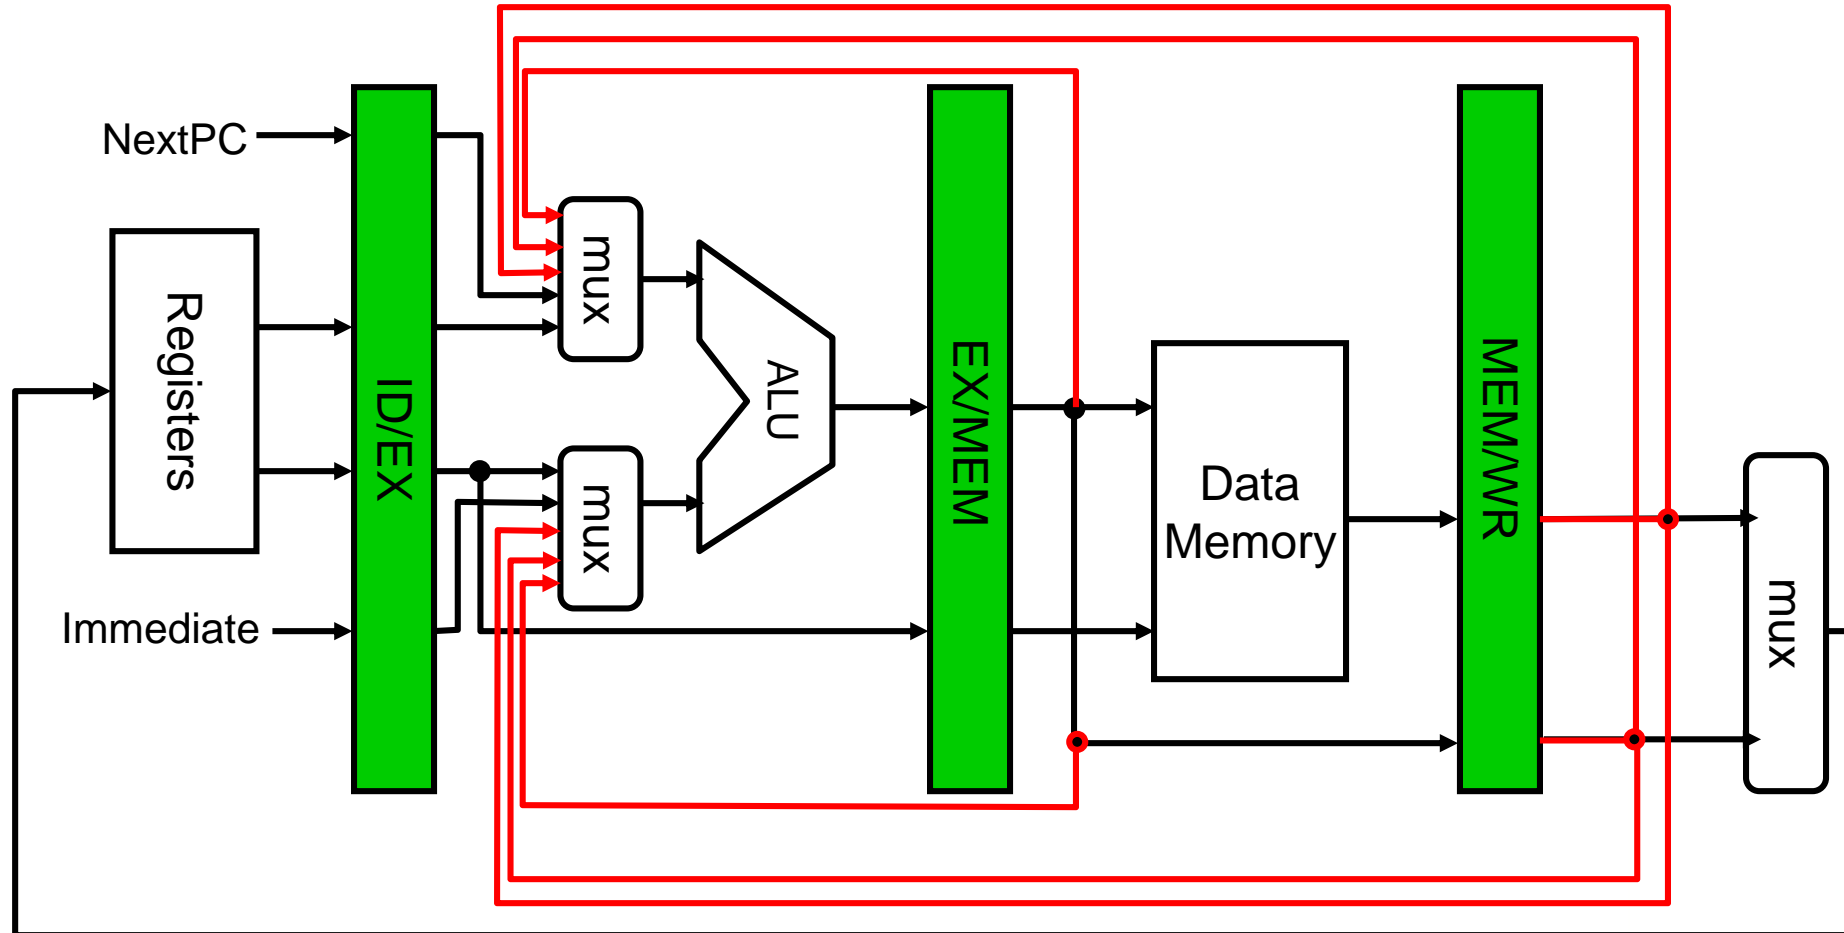 NextPC
Registers
Immediate
ID/EX
mux
mux
ALU
EX/MEM
Data
Memory
MEM/WR
mux